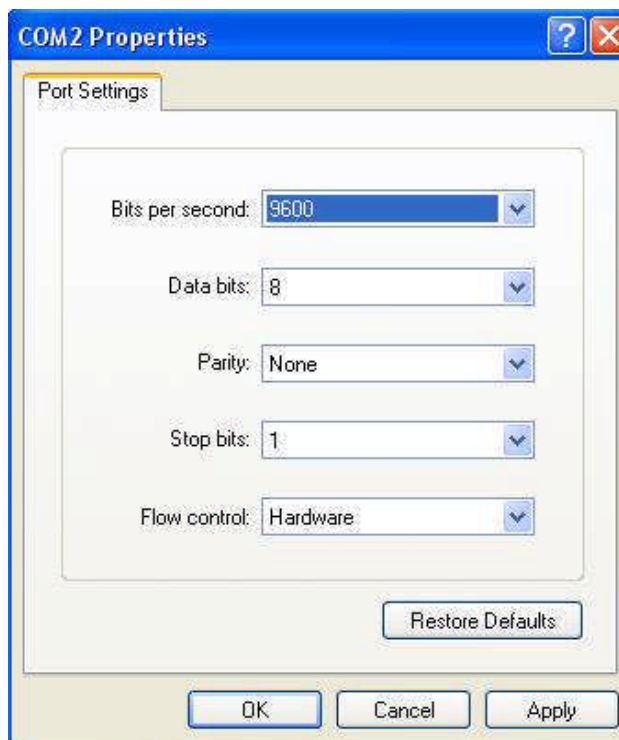 COM2 Properties
Port Settings
Bits per second: 9600
Data bits: 8
Parity: None
Stop bits: 1
Flow control: Hardware
Restore Defaults
OK Cancel Apply